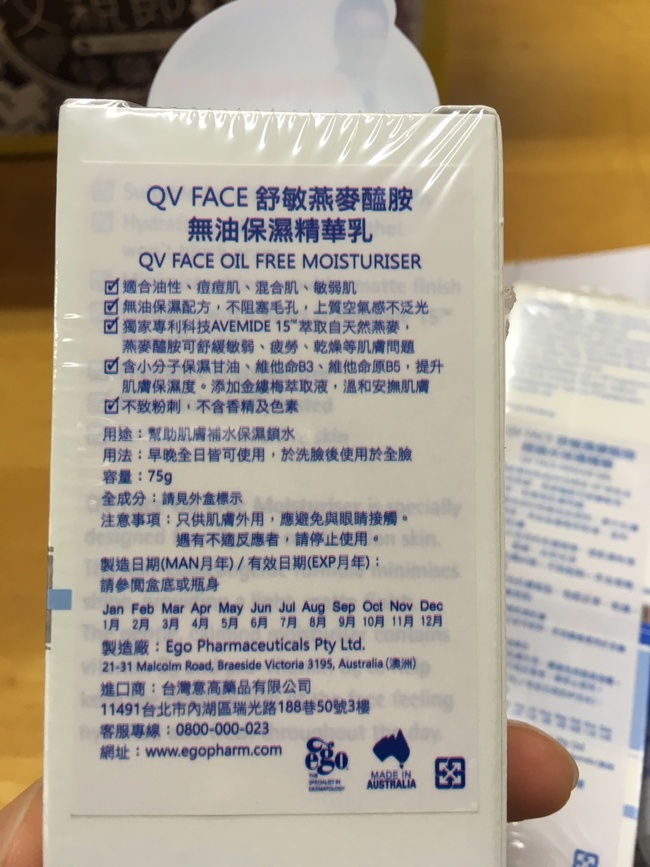 QV FACE 舒敏燕麥醯胺
無油保濕精華乳
QV FACE OIL FREE MOISTURISER
☑適合油性、痘痘肌、混合肌、敏弱肌
☑無油保濕配方，不阻塞毛孔，上質空氣感不泛光
☑獨家專利科技AVEMIDE 15™萃取自天然燕麥，
燕麥醯胺可舒緩敏弱、疲勞、乾燥等肌膚問題
☑含小分子保濕甘油、維他命B3、維他命原B5，提升
肌膚保濕度。添加金縷梅萃取液，溫和安撫肌膚
☑不致粉刺，不含香精及色素
用途：幫助肌膚補水保濕鎖水
用法：早晚全日皆可使用，於洗臉後使用於全臉
容量：75g
全成分：請見外盒標示
注意事項：只供肌膚外用，應避免與眼睛接觸。
遇有不適反應者，請停止使用。
製造日期(MAN月年) / 有效日期(EXP月年)：
請參閱盒底或瓶身
Jan Feb Mar Apr May Jun Jul Aug Sep Oct Nov Dec
1月 2月 3月 4月 5月 6月 7月 8月 9月 10月 11月 12月
製造廠：Ego Pharmaceuticals Pty Ltd.
21-31 Malcolm Road, Braeside Victoria 3195, Australia (澳洲)
進口商：台灣意高藥品有限公司
11491台北市內湖區瑞光路188巷50號3樓
客服專線：0800-000-023
網址：www.egopharm.com
ego
THE
SPECIALIST IN
DERMATOLOGY
MADE IN
AUSTRALIA